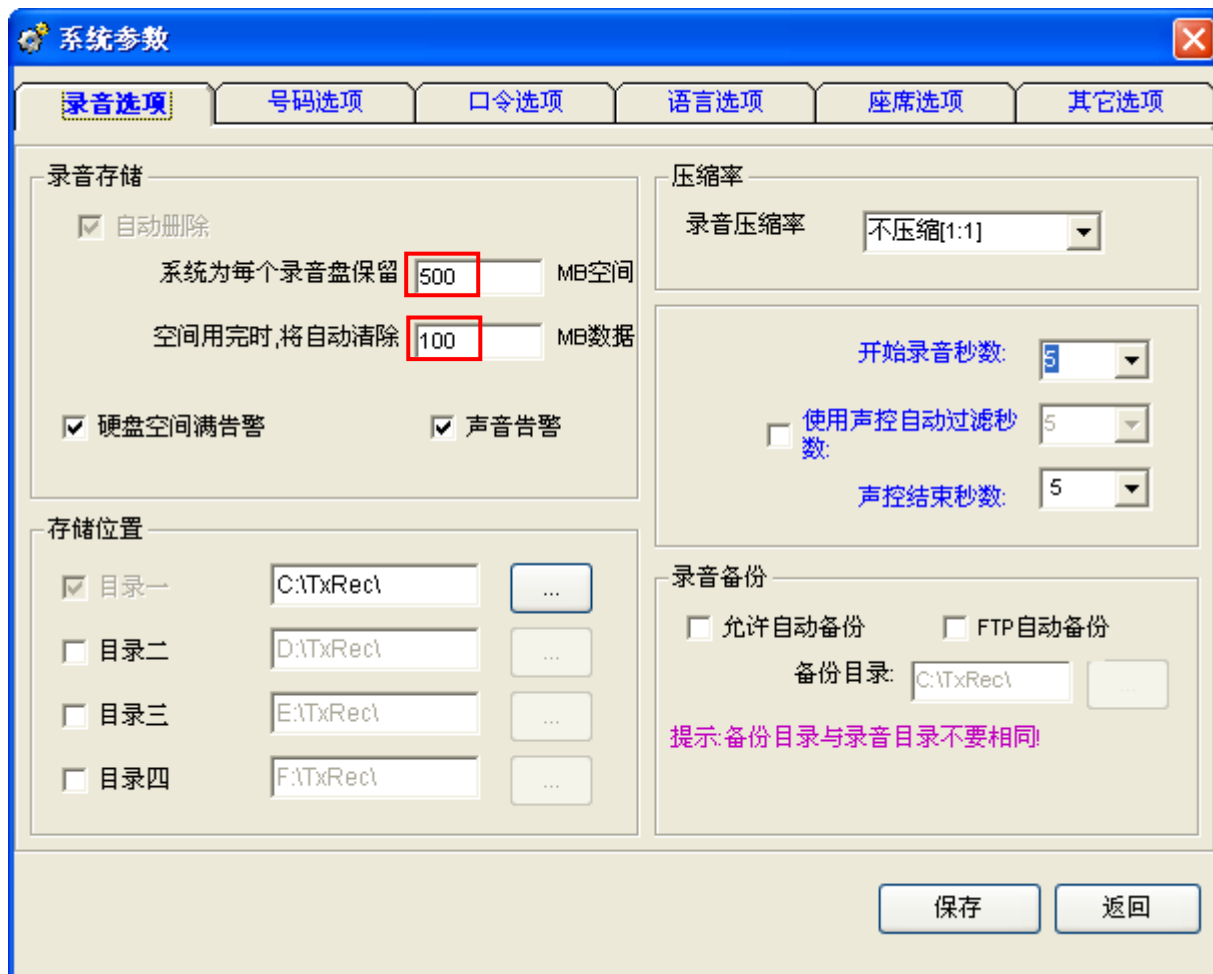 系统参数
录音选项 号码选项 口令选项 语言选项 座席选项 其它选项
录音存储
自动删除
系统为每个录音盘保留 500 MB空间
空间用完时,将自动清除 100 MB数据
硬盘空间满告警 声音告警
存储位置
目录一 C:\TxRec\ ...
目录二 D:\TxRec\ ...
目录三 E:\TxRec\ ...
目录四 F:\TxRec\ ...
压缩率
录音压缩率 不压缩[1:1]
开始录音秒数: 5
使用声控自动过滤秒 5
数:
声控结束秒数: 5
录音备份
允许自动备份 FTP自动备份
备份目录: C:\TxRec\ ...
提示:备份目录与录音目录不要相同!
保存 返回